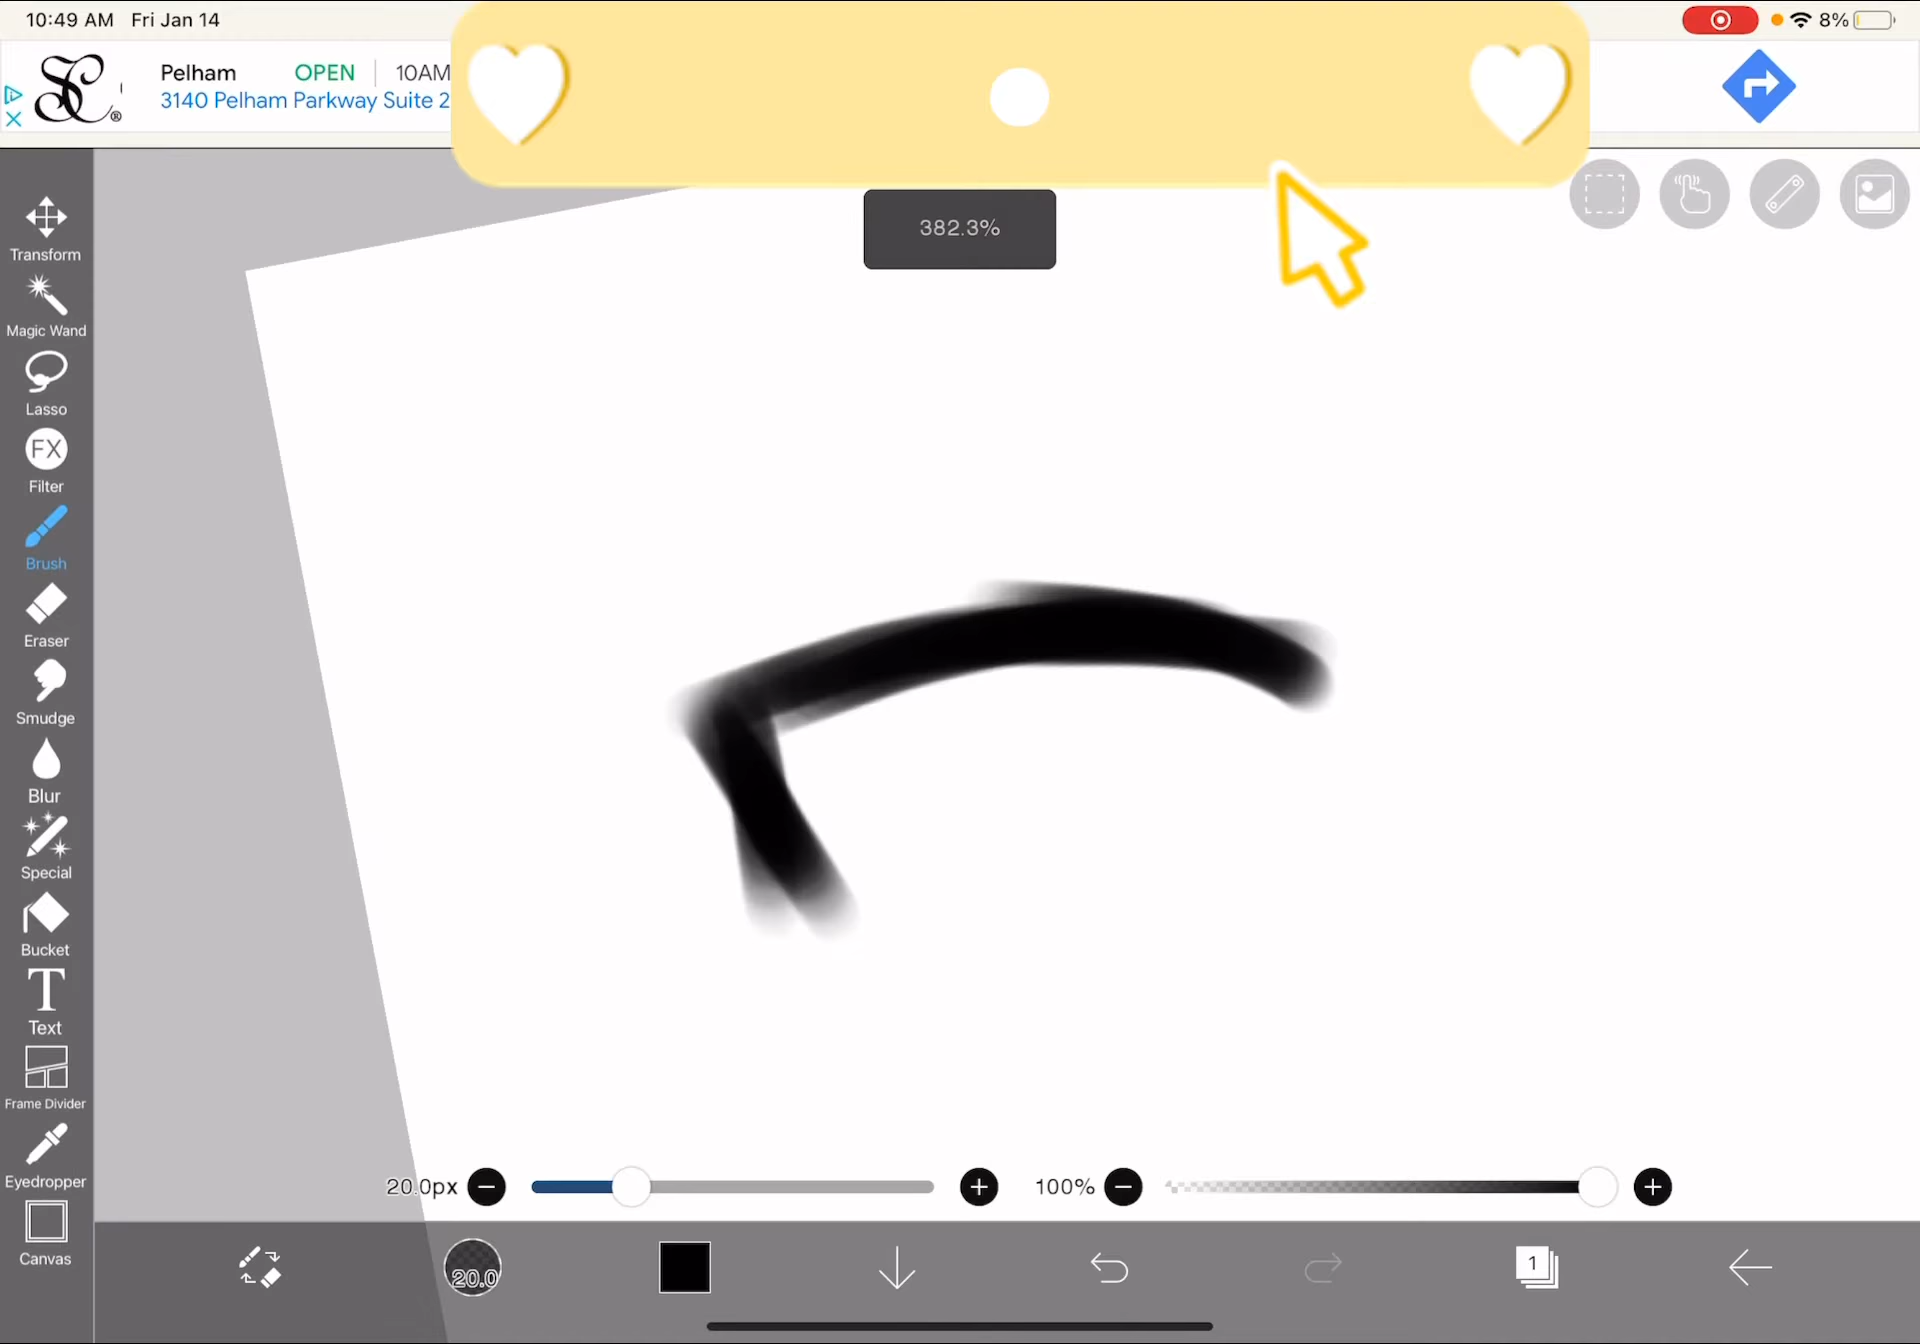 10:49 AM Fri Jan 14
8%
SC®
Pelham OPEN 10AM
3140 Pelham Parkway Suite 2
382.3%
Transform
Magic Wand
Lasso
FX
Filter
Brush
Eraser
Smudge
Blur
Special
Bucket
T
Text
Frame Divider
Eyedropper
Canvas
20.0px
100%
20.0
1